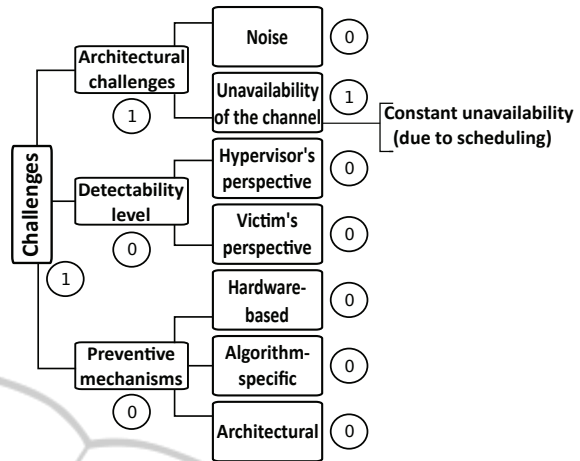 Challenges
1
Architectural
challenges
1
Noise
0
Unavailability
of the channel
1
Constant unavailability
(due to scheduling)
Detectability
level
0
Hypervisor's
perspective
0
Victim's
perspective
0
Preventive
mechanisms
0
Hardware-
based
0
Algorithm-
specific
0
Architectural
0